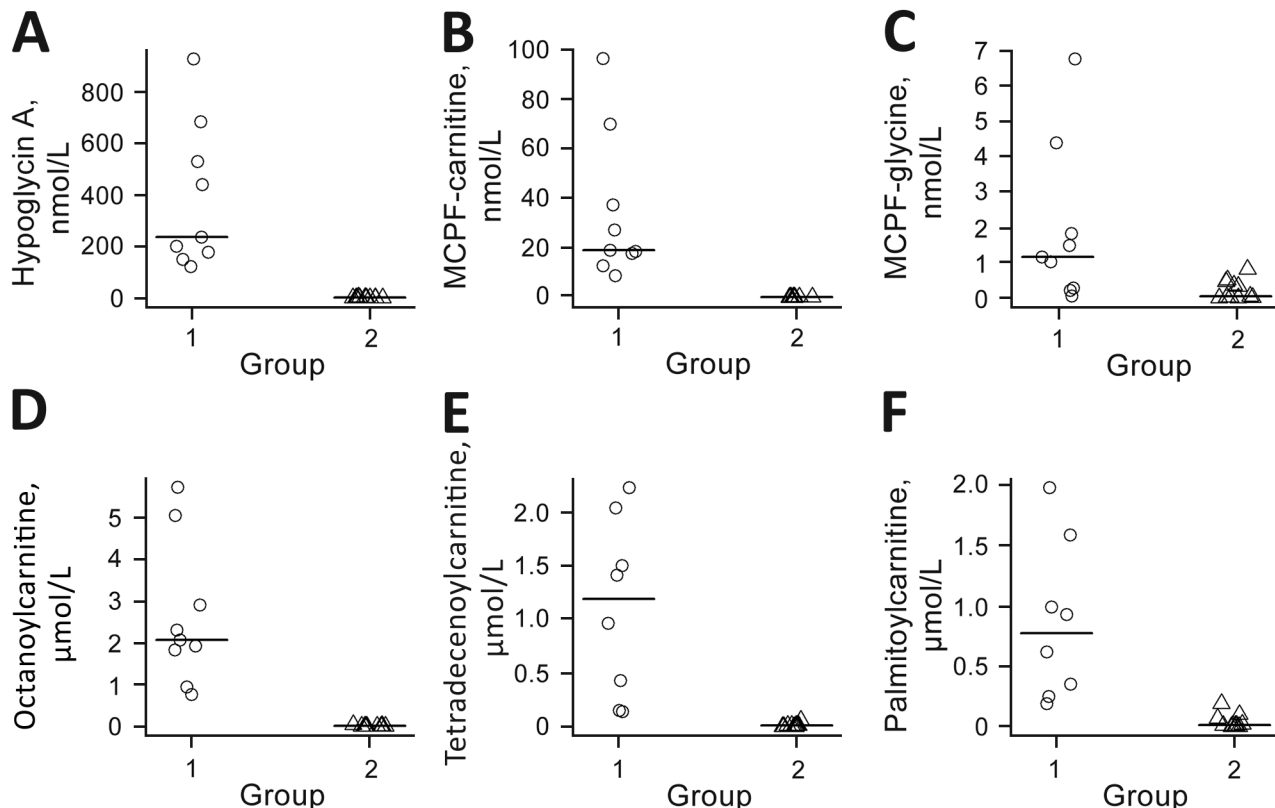 A
Hypoglycin A,
nmol/L
800
600
400
200
0
1
2
Group
B
MCPF-carnitine,
nmol/L
100
80
60
40
20
0
1
2
Group
C
MCPF-glycine,
nmol/L
7
6
5
4
3
2
1
0
1
2
Group
D
Octanoylcarnitine,
μmol/L
5
4
3
2
1
0
1
2
Group
E
Tetradecenoylcarnitine,
μmol/L
2.0
1.5
1.0
0.5
0
1
2
Group
F
Palmitoylcarnitine,
μmol/L
2.0
1.5
1.0
0.5
0
1
2
Group